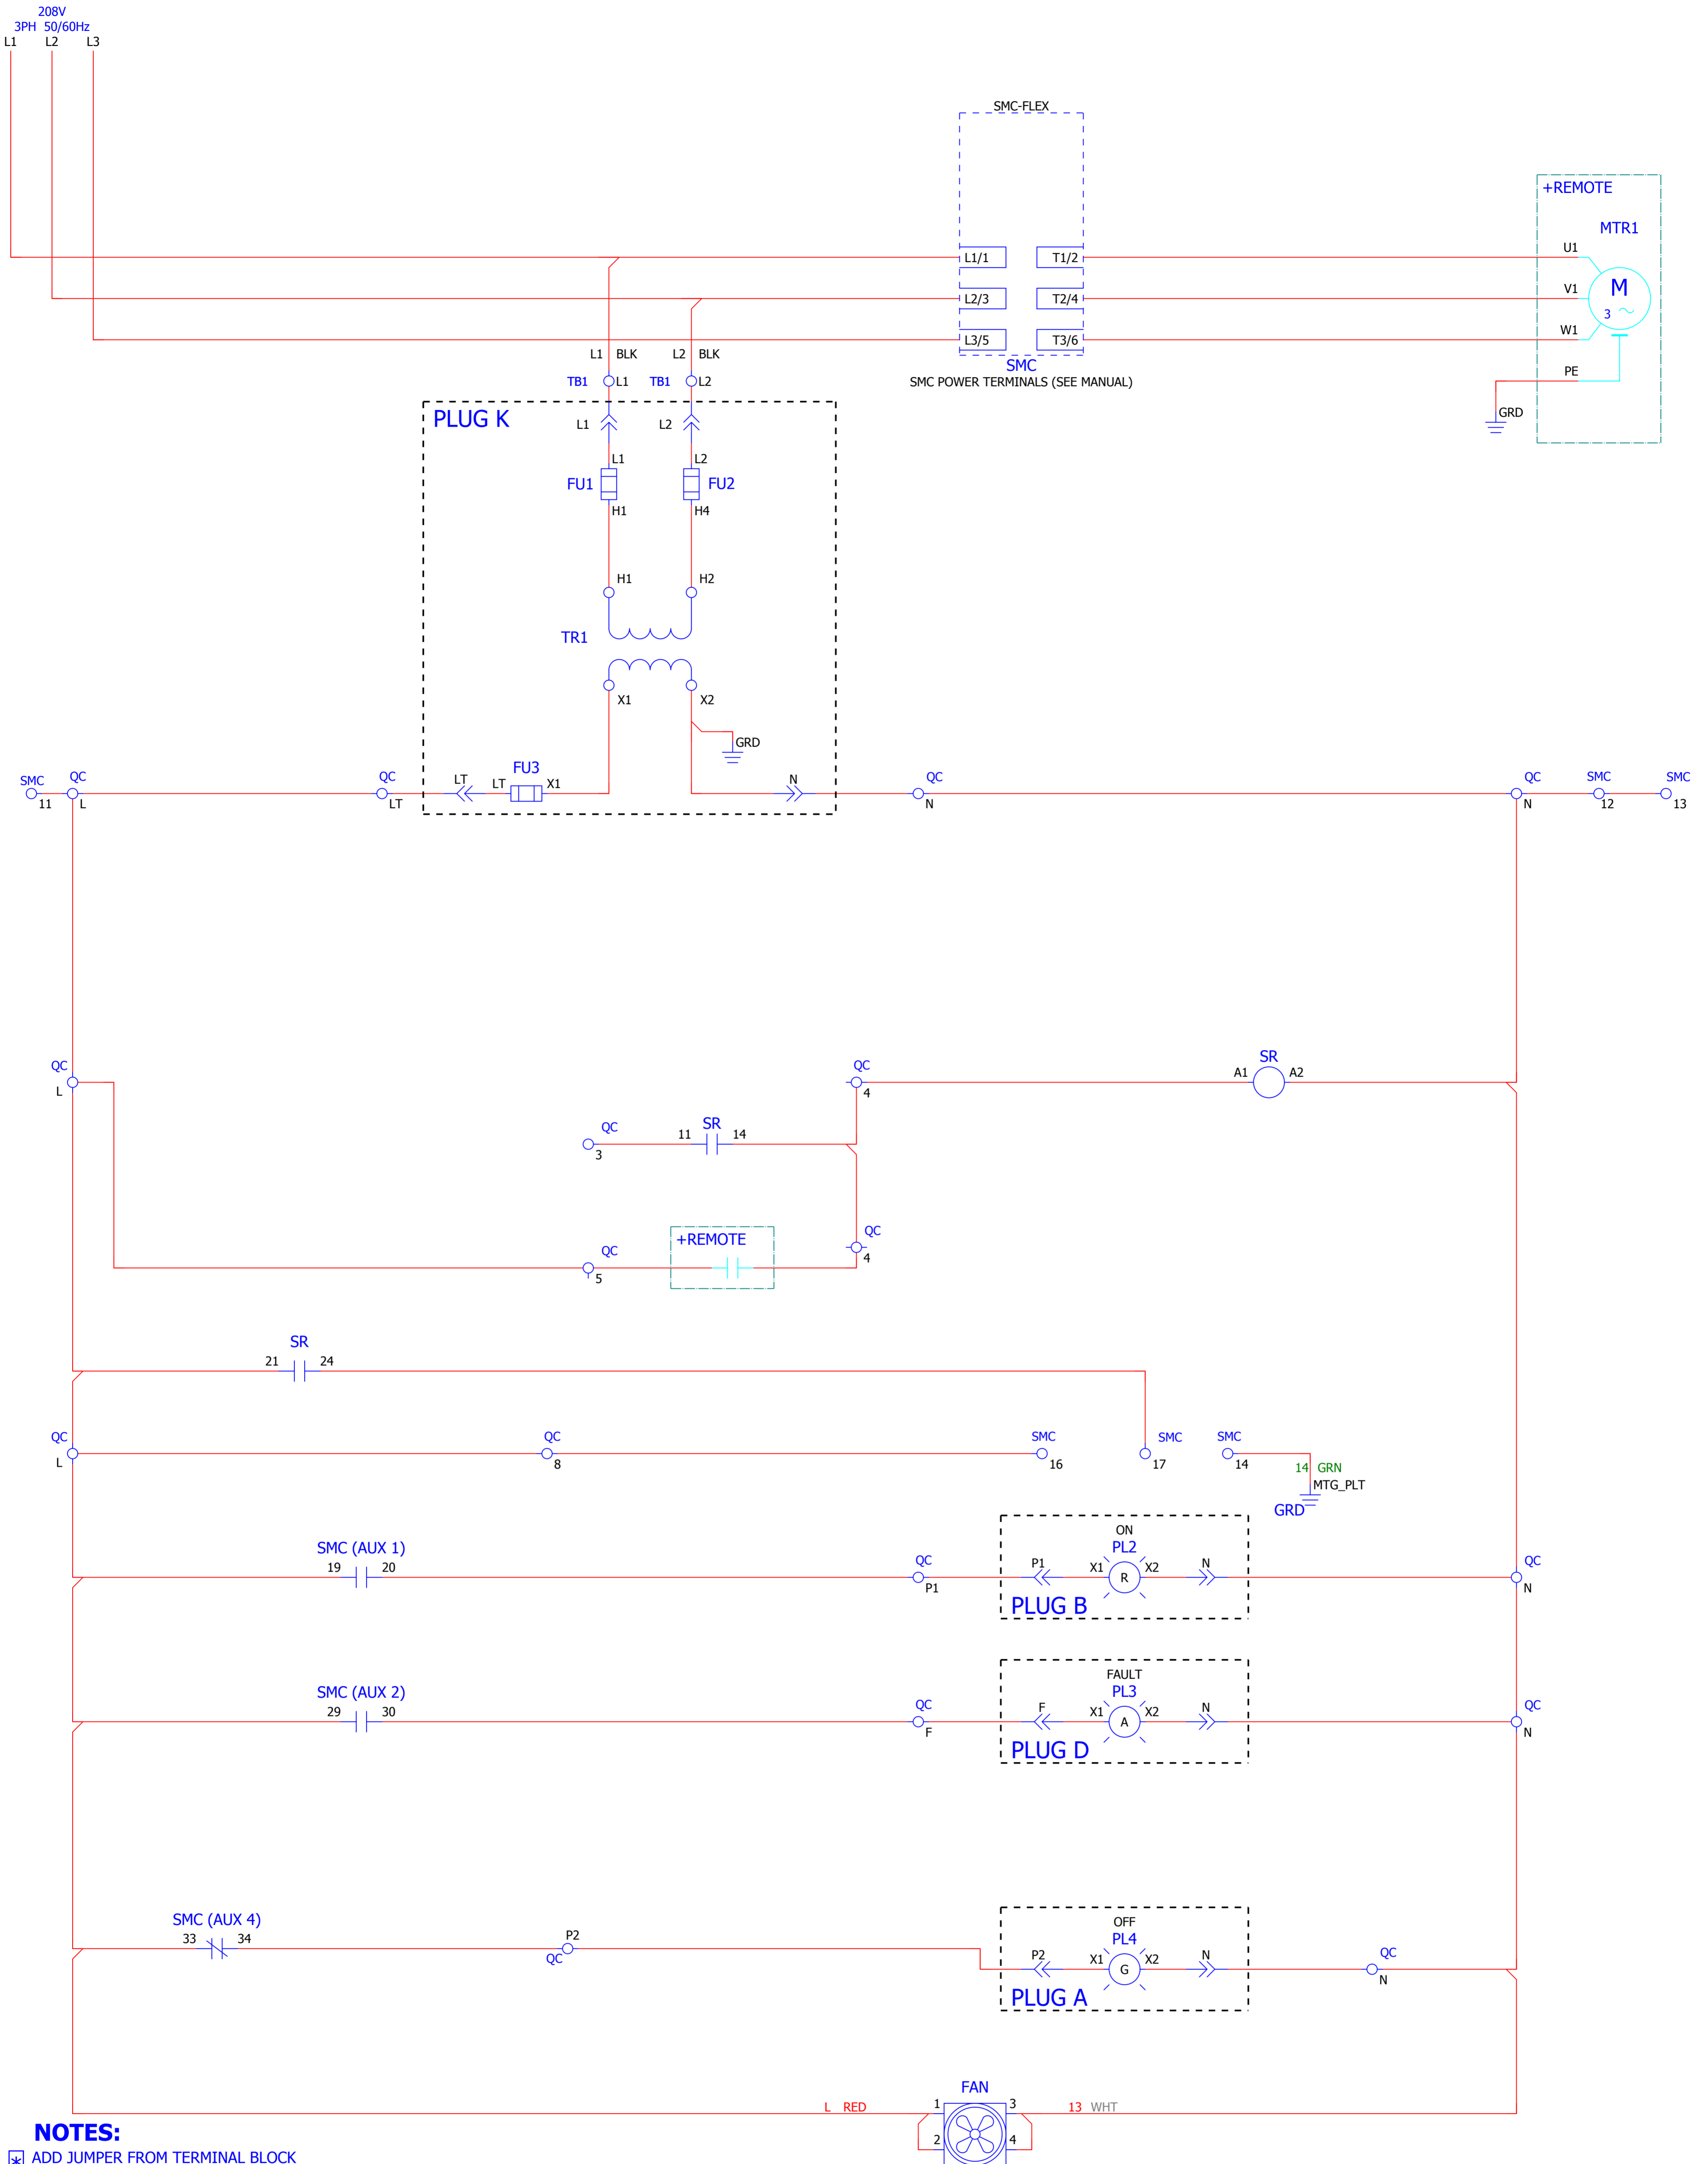 208V
3PH 50/60Hz
L1 L2 L3
SMC-FLEX
+REMOTE
MTR1
U1
L1/1 T1/2
V1 M
L2/3 T2/4
3
W1
L3/5 T3/6
L1 BLK L2 BLK
SMC
PE
TB1 L1 TB1 L2
SMC POWER TERMINALS (SEE MANUAL)
GRD
PLUG K
L1 L2
L1 L2
FU1 FU2
H1 H4
H1 H2
TR1
X1 X2
GRD
FU3
SMC QC QC LT LT X1 N QC QC SMC SMC
11 L LT N N 12 13
QC QC SR
L 4 A1 A2
QC 11 SR 14
3
QC
+REMOTE
4
QC
5
SR
21 24
QC QC SMC SMC SMC
L 8 16 17 14
14 GRN
MTG_PLT
GRD
ON
SMC (AUX 1) PL2
19 20 QC P1 X1 R X2 N QC
P1 N
PLUG B
FAULT
SMC (AUX 2) PL3
29 30 QC F X1 A X2 N QC
F N
PLUG D
OFF
SMC (AUX 4) PL4
33 34 P2
QC
P2 X1 G X2 N QC
N
PLUG A
FAN
L RED 1 3 13 WHT
2 4
NOTES:
* ADD JUMPER FROM TERMINAL BLOCK